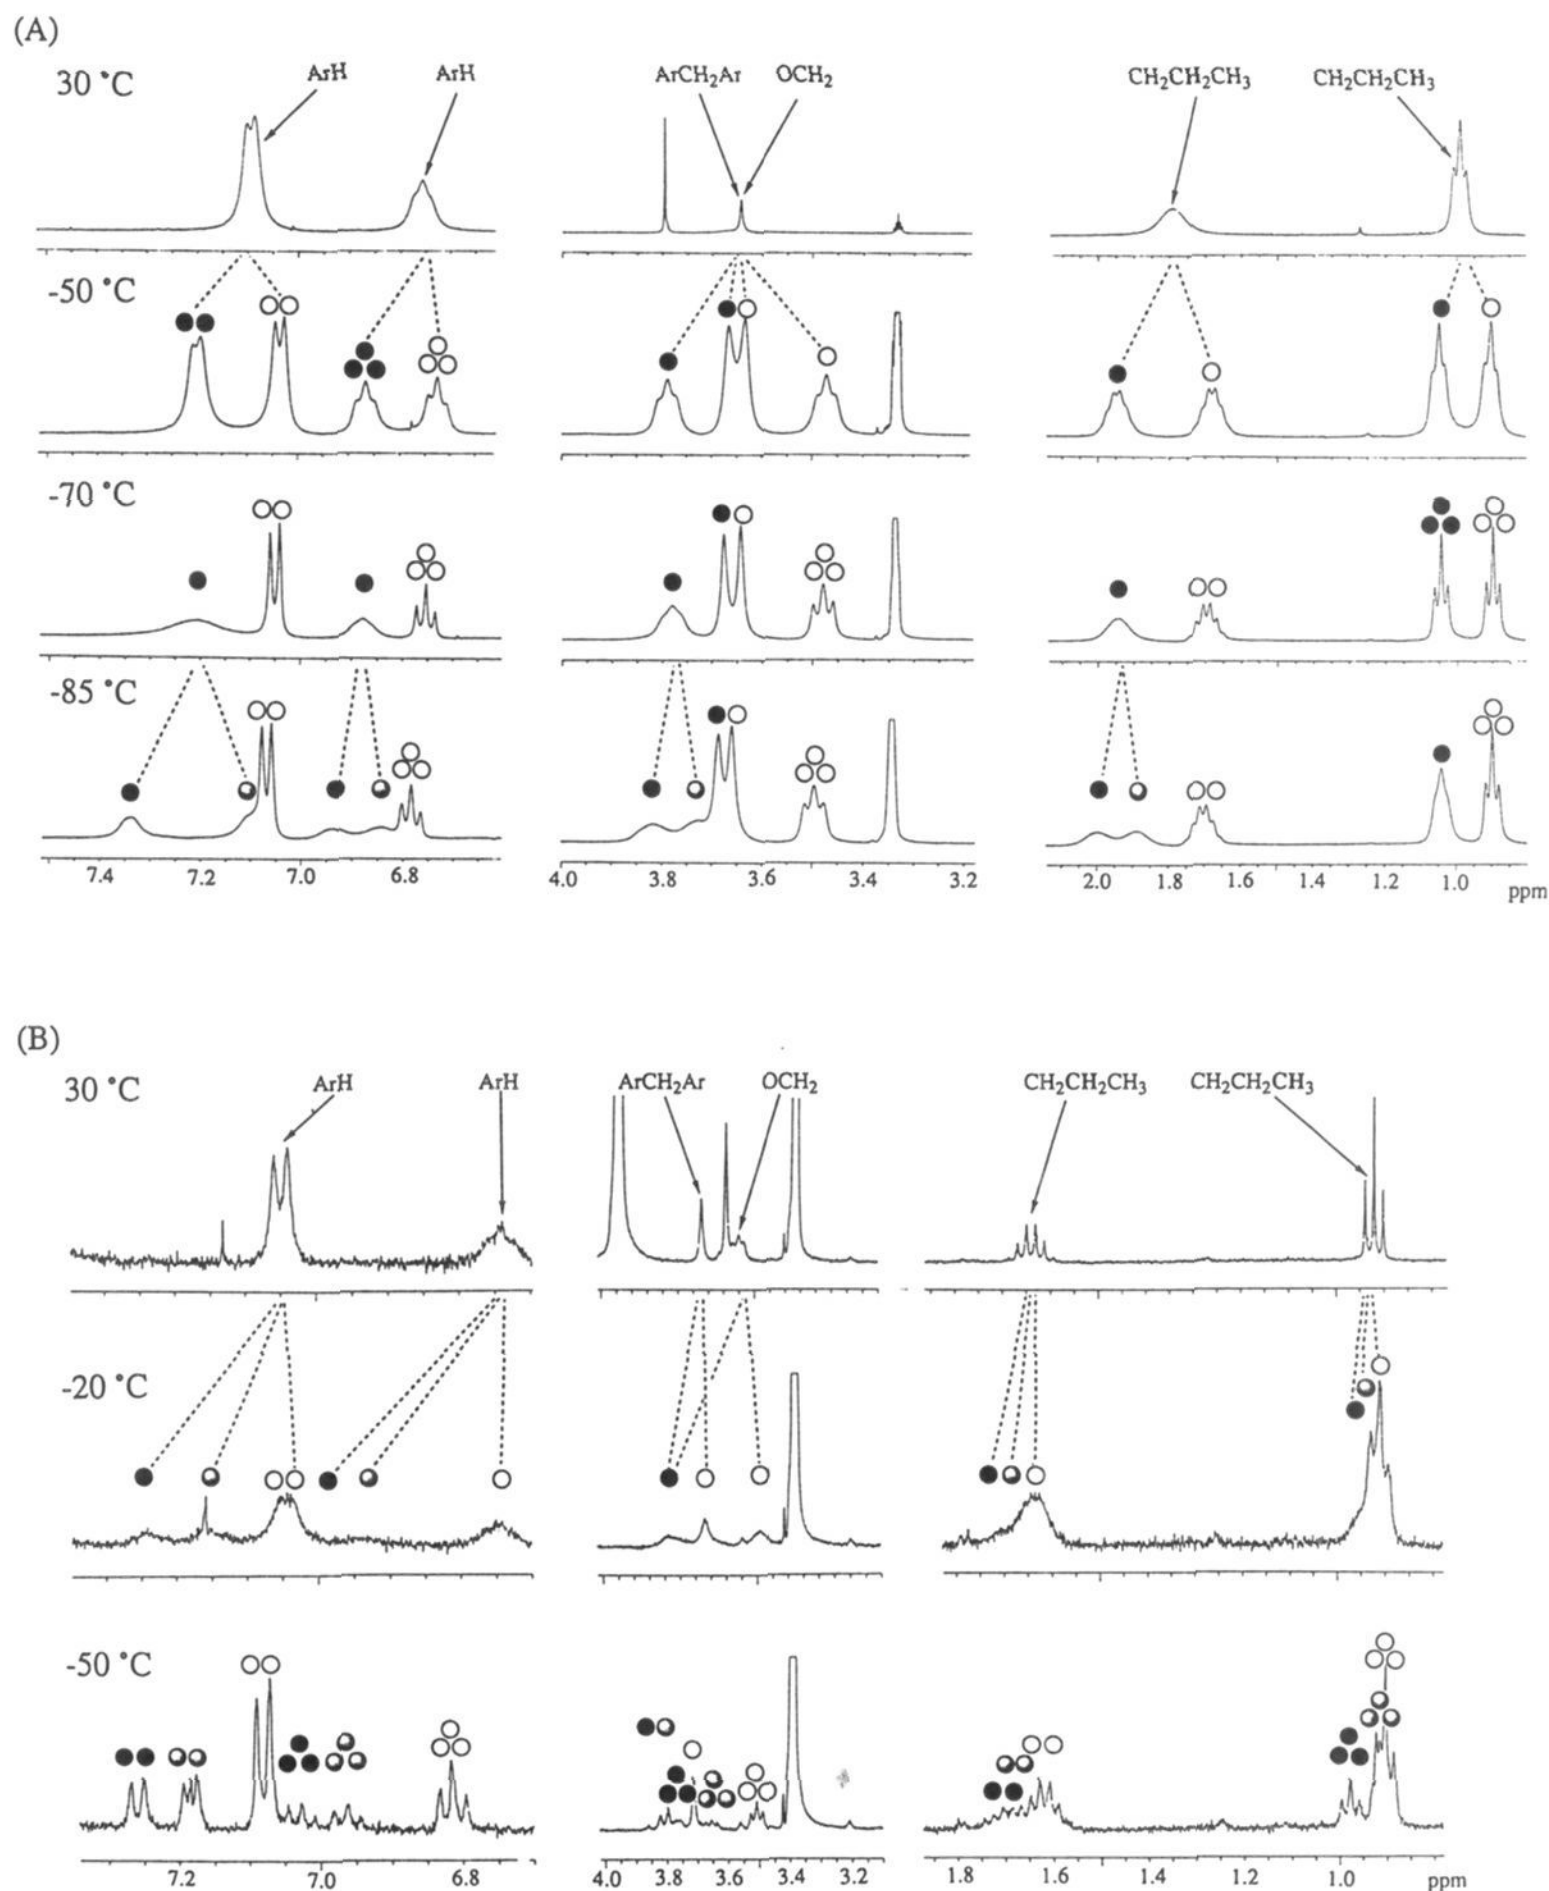 (A)
30 °C
ArH
ArH
ArCH₂Ar
OCH₂
CH₂CH₂CH₃
CH₂CH₂CH₃
-50 °C
-70 °C
-85 °C
7.4 7.2 7.0 6.8
4.0 3.8 3.6 3.4 3.2
2.0 1.8 1.6 1.4 1.2 1.0 ppm
(B)
30 °C
ArH
ArH
ArCH₂Ar
OCH₂
CH₂CH₂CH₃
CH₂CH₂CH₃
-20 °C
-50 °C
7.2 7.0 6.8
4.0 3.8 3.6 3.4 3.2
1.8 1.6 1.4 1.2 1.0 ppm